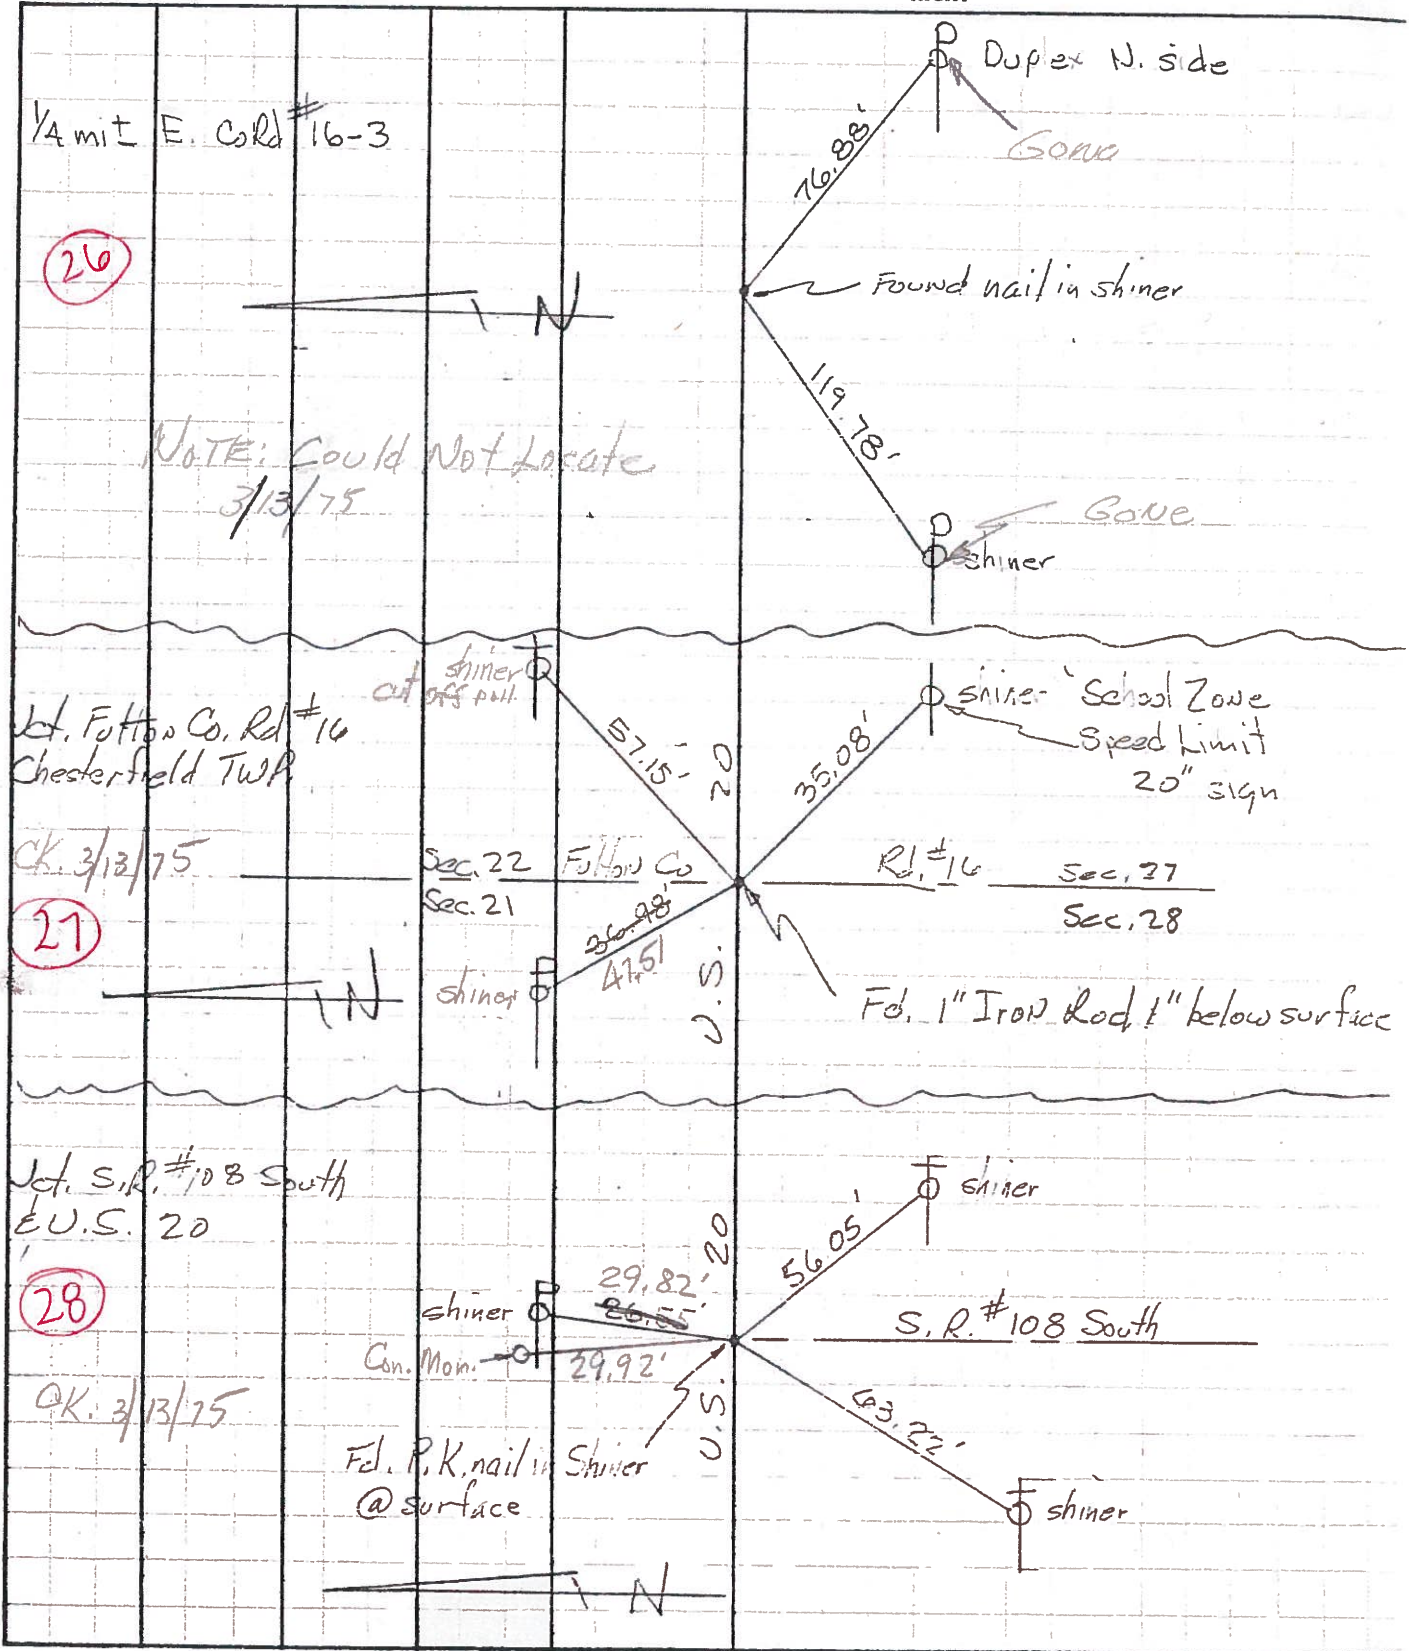 Duplex N. side
1/4 mi ± E. Co Rd #16-3
Gone
76.88'
26
Found nail in shiner
N
119.78'
NOTE: Could Not Locate
3/13/75
Gone
shiner
shiner
cut off
shiner "School Zone
Speed Limit
20" sign
Jct. Fulton Co. Rd #16
Chesterfield TWP.
57.15'
35.08'
U.S. 20
CK. 3/13/75
Sec. 22 Fulton Co Rd. #16 Sec. 27
Sec. 21 Sec. 28
27
36.98'
47.51
shiner
N
Fd. 1" Iron Rod 1" below surface
Jct. S.R. #108 South
& U.S. 20
shiner
56.05'
U.S. 20
28
29.82'
shiner
26.55'
S.R. #108 South
Con. Mon.
29.92'
OK. 3/13/75
63.22'
Fd. P.K. nail in Shiner
@ surface
shiner
N